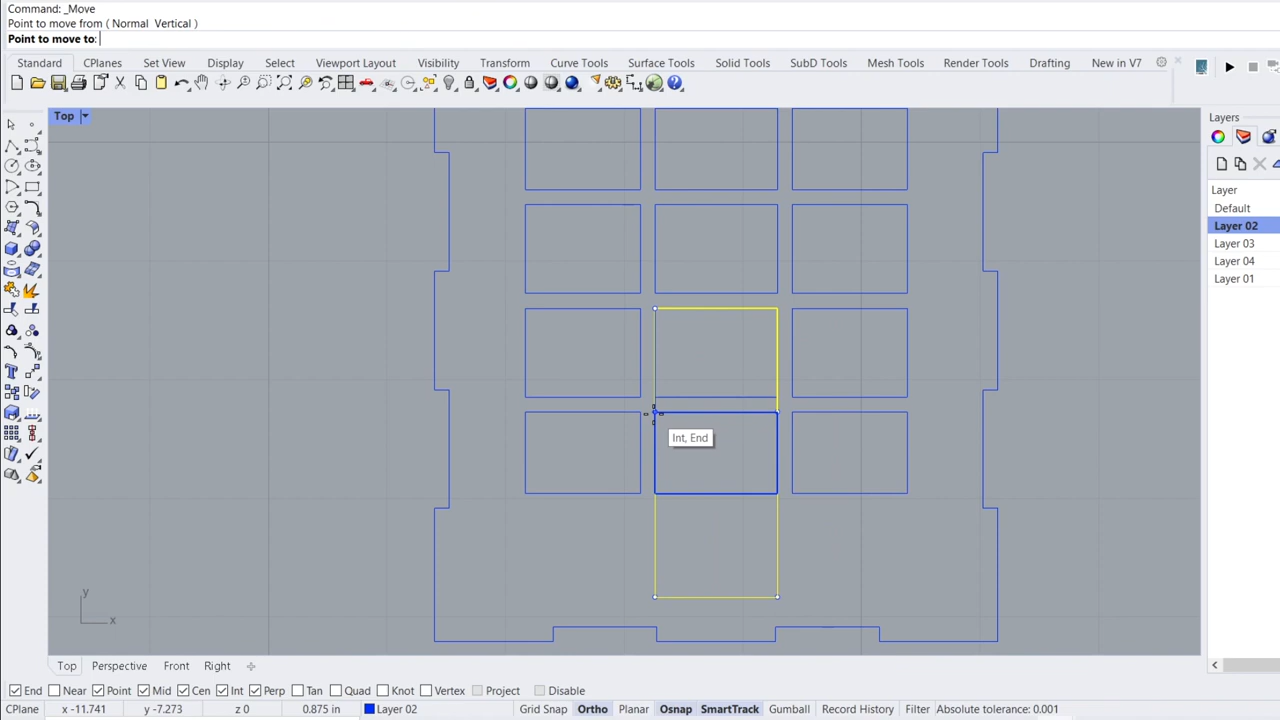 Command: _Move
Point to move from ( Normal Vertical )
Point to move to:
Standard CPlanes Set View Display Select Viewport Layout Visibility Transform Curve Tools Surface Tools Solid Tools SubD Tools Mesh Tools Render Tools Drafting New in V7
Top
Layers
Layer
Default
Layer 02
Layer 03
Layer 04
Layer 01
Int, End
y
x
Top Perspective Front Right
End Near Point Mid Cen Int Perp Tan Quad Knot Vertex Project Disable
CPlane x -11.741 y -7.273 z 0 0.875 in Layer 02 Grid Snap Ortho Planar Osnap SmartTrack Gumball Record History Filter Absolute tolerance: 0.001